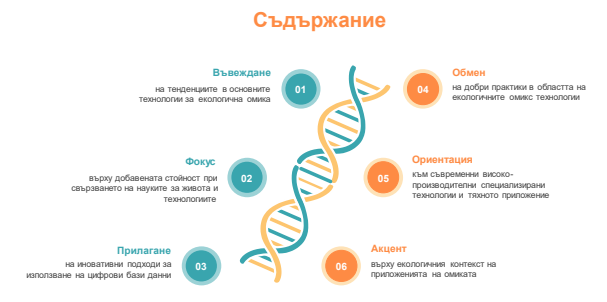 Съдържание
Въвеждане
на тенденциите в основните
технологии за екологична омика
01
Фокус
върху добавената стойност при
свързването на науките за живота и
технологиите
02
Прилагане
на иновативни подходи за
използване на цифрови бази данни
03
04
Обмен
на добри практики в областта на
екологичните омикс технологии
05
Ориентация
към съвременни високо-
производителни специализирани
технологии и тяхното приложение
06
Акцент
върху екологичния контекст на
приложенията на омиката